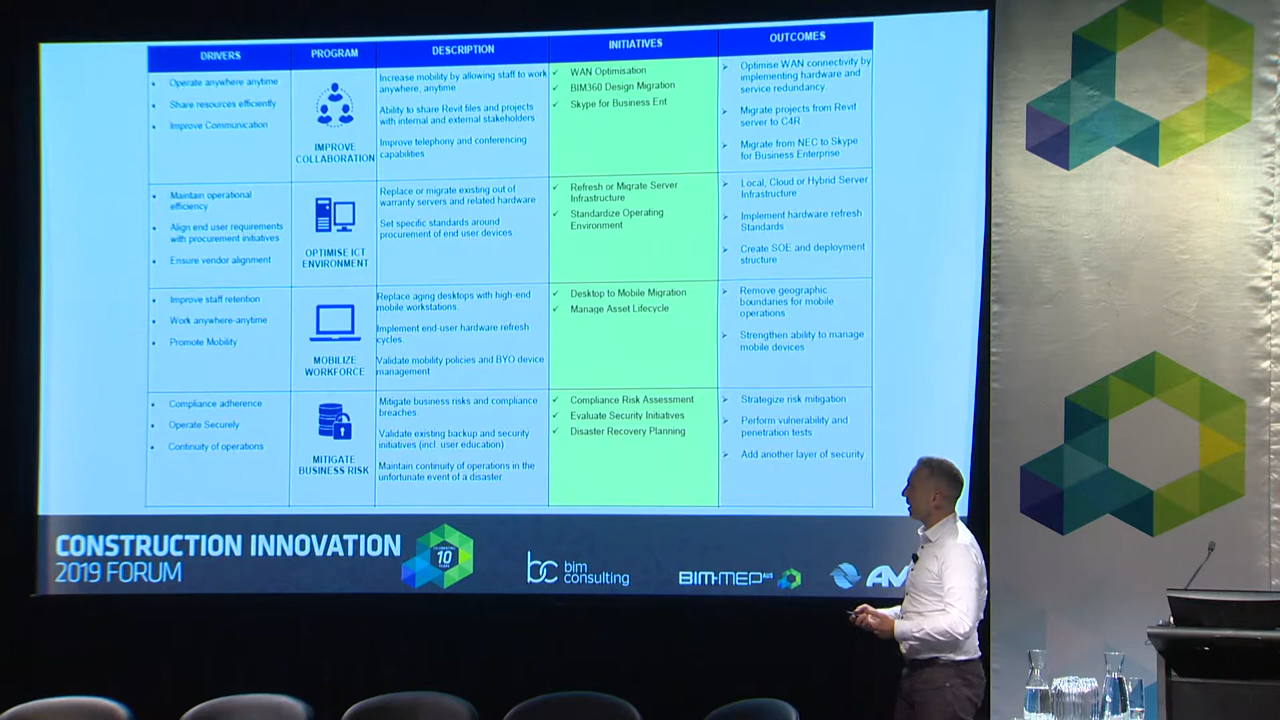 DRIVERS
PROGRAM
DESCRIPTION
INITIATIVES
OUTCOMES
Operate anywhere anytime
Share resources efficiently
Improve Communication
IMPROVE
COLLABORATION
Increase mobility by allowing staff to work
anywhere, anytime
Ability to share Revit files and projects
with internal and external stakeholders
Improve telephony and conferencing
capabilities
WAN Optimisation
BIM360 Design Migration
Skype for Business Ent
Optimise WAN connectivity by
implementing hardware and
service redundancy.
Migrate projects from Revit
server to C4R.
Migrate from NEC to Skype
for Business Enterprise
Maintain operational
efficiency
Align end user requirements
with procurement initiatives
Ensure vendor alignment
OPTIMISE ICT
ENVIRONMENT
Replace or migrate existing out of
warranty servers and related hardware
Set specific standards around
procurement of end user devices
Refresh or Migrate Server
Infrastructure
Standardize Operating
Environment
Local, Cloud or Hybrid Server
Infrastructure
Implement hardware refresh
Standards
Create SOE and deployment
structure
Improve staff retention
Work anywhere-anytime
Promote Mobility
MOBILIZE
WORKFORCE
Replace aging desktops with high-end
mobile workstations.
Implement end-user hardware refresh
cycles.
Validate mobility policies and BYO device
management
Desktop to Mobile Migration
Manage Asset Lifecycle
Remove geographic
boundaries for mobile
operations
Strengthen ability to manage
mobile devices
Compliance adherence
Operate Securely
Continuity of operations
MITIGATE
BUSINESS RISK
Mitigate business risks and compliance
breaches.
Validate existing backup and security
initiatives (incl. user education)
Maintain continuity of operations in the
unfortunate event of a disaster
Compliance Risk Assessment
Evaluate Security Initiatives
Disaster Recovery Planning
Strategize risk mitigation
Perform vulnerability and
penetration tests
Add another layer of security
CONSTRUCTION INNOVATION
2019 FORUM
CELEBRATING
10
YEARS
bc bim
consulting
BIM-MEP AUS